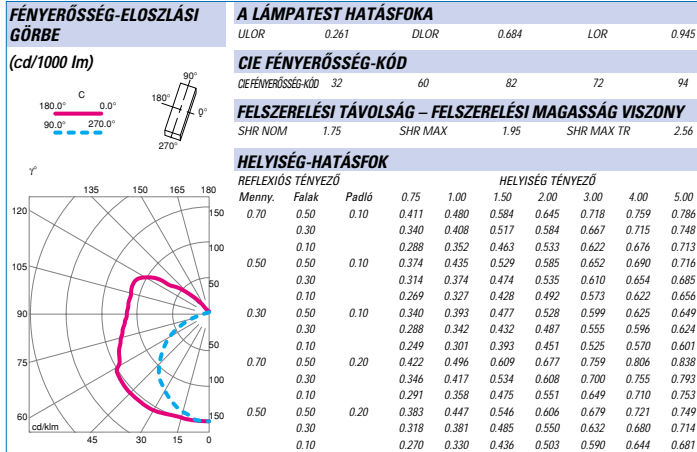 FÉNYERŐSSÉG-ELOSZLÁSI
GÖRBE
(cd/1000 lm)
C
180.0° 0.0°
90.0° 270.0°
90°
180° 0°
270°
γ°
135 150 165 180
120 150
100
105
50
90
50
75
100
60 150
cd/klm
45 30 15 0
A LÁMPATEST HATÁSFOKA
ULOR 0.261 DLOR 0.684 LOR 0.945
CIE FÉNYERŐSSÉG-KÓD
CIE FÉNYERŐSSÉG-KÓD 32 60 82 72 94
FELSZERELÉSI TÁVOLSÁG – FELSZERELÉSI MAGASSÁG VISZONY
SHR NOM 1.75 SHR MAX 1.95 SHR MAX TR 2.56
HELYISÉG-HATÁSFOK
REFLEXIÓS TÉNYEZŐ HELYISÉG TÉNYEZŐ
Menny. Falak Padló 0.75 1.00 1.50 2.00 3.00 4.00 5.00
0.70 0.50 0.10 0.411 0.480 0.584 0.645 0.718 0.759 0.786
0.30 0.340 0.408 0.517 0.584 0.667 0.715 0.748
0.10 0.288 0.352 0.463 0.533 0.622 0.676 0.713
0.50 0.50 0.10 0.374 0.435 0.529 0.585 0.652 0.690 0.716
0.30 0.314 0.374 0.474 0.535 0.610 0.654 0.685
0.10 0.269 0.327 0.428 0.492 0.573 0.622 0.656
0.30 0.50 0.10 0.340 0.393 0.477 0.528 0.599 0.625 0.649
0.30 0.288 0.342 0.432 0.487 0.555 0.596 0.624
0.10 0.249 0.301 0.393 0.451 0.525 0.570 0.601
0.70 0.50 0.20 0.422 0.496 0.609 0.677 0.759 0.806 0.838
0.30 0.346 0.417 0.534 0.608 0.700 0.755 0.793
0.10 0.291 0.358 0.475 0.551 0.649 0.710 0.753
0.50 0.50 0.20 0.383 0.447 0.546 0.606 0.679 0.721 0.749
0.30 0.318 0.381 0.485 0.550 0.632 0.680 0.714
0.10 0.270 0.330 0.436 0.503 0.590 0.644 0.681